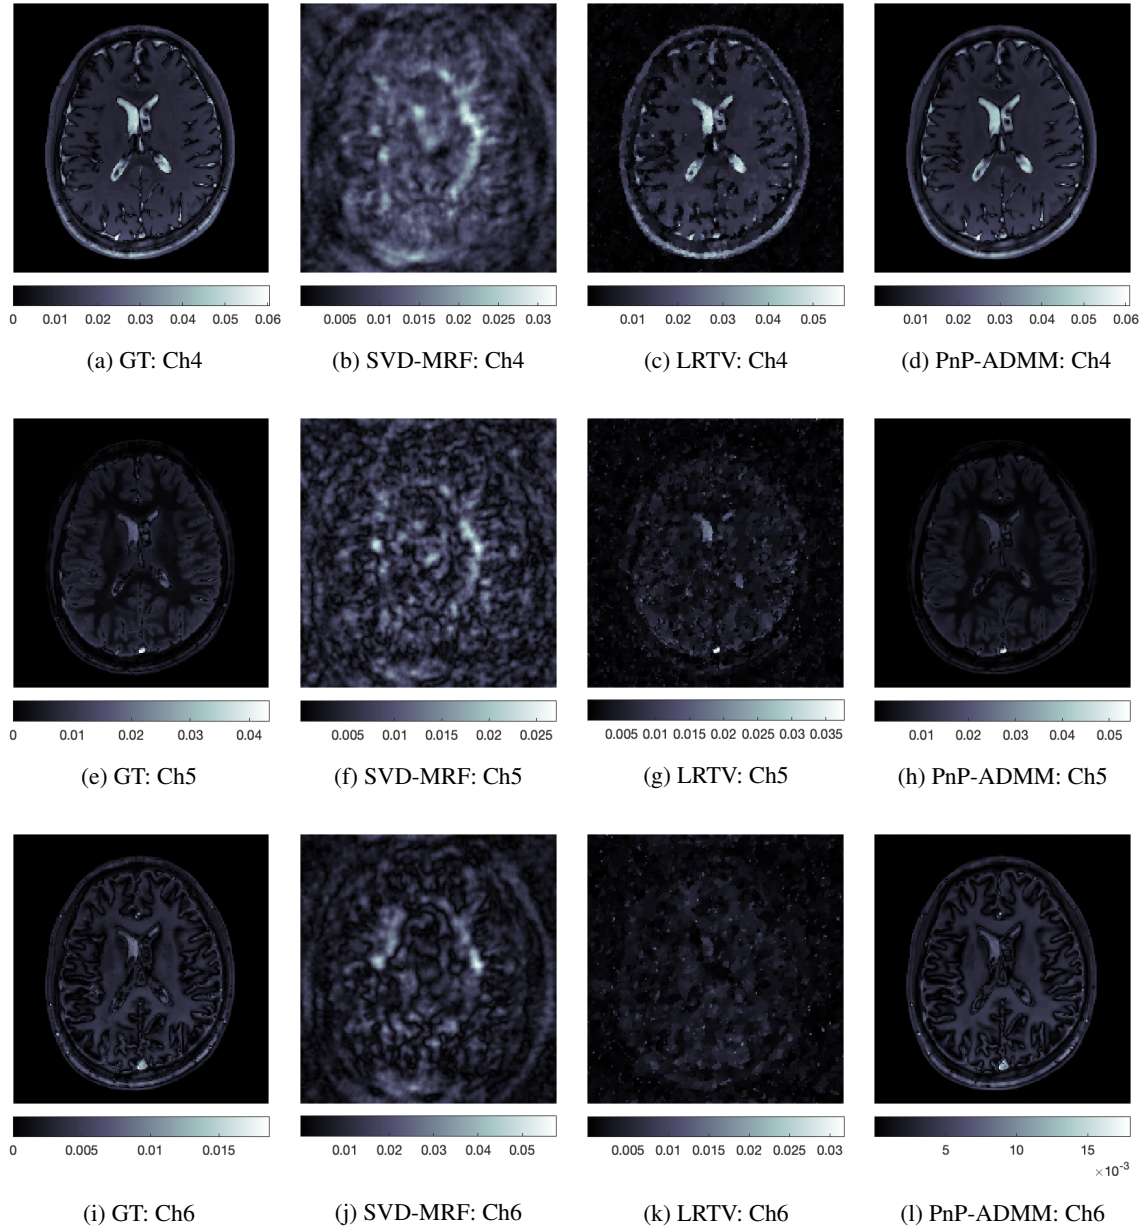 0 0.01 0.02 0.03 0.04 0.05 0.06
0.005 0.01 0.015 0.02 0.025 0.03
0.01 0.02 0.03 0.04 0.05
0.01 0.02 0.03 0.04 0.05 0.06
(a) GT: Ch4
(b) SVD-MRF: Ch4
(c) LRTV: Ch4
(d) PnP-ADMM: Ch4
0 0.01 0.02 0.03 0.04
0.005 0.01 0.015 0.02 0.025
0.005 0.01 0.015 0.02 0.025 0.03 0.035
0.01 0.02 0.03 0.04 0.05
(e) GT: Ch5
(f) SVD-MRF: Ch5
(g) LRTV: Ch5
(h) PnP-ADMM: Ch5
0 0.005 0.01 0.015
0.01 0.02 0.03 0.04 0.05
0.005 0.01 0.015 0.02 0.025 0.03
5 10 15
×10⁻³
(i) GT: Ch6
(j) SVD-MRF: Ch6
(k) LRTV: Ch6
(l) PnP-ADMM: Ch6